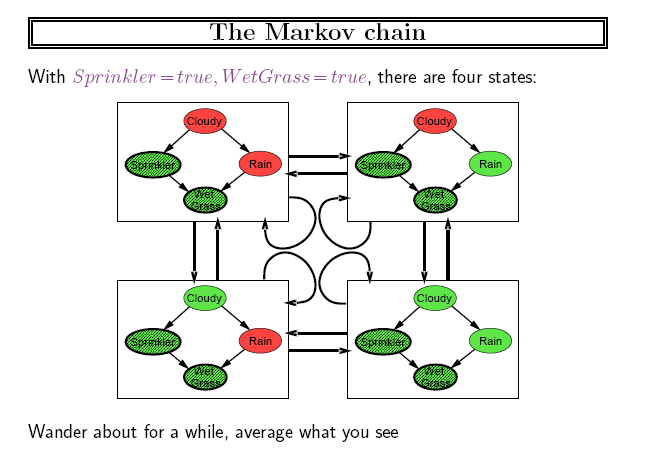 The Markov chain
With Sprinkler = true, WetGrass = true, there are four states:
Cloudy
Cloudy
Sprinkler
Rain
Sprinkler
Rain
Wet
Grass
Wet
Grass
Cloudy
Cloudy
Sprinkler
Rain
Sprinkler
Rain
Wet
Grass
Wet
Grass
Wander about for a while, average what you see